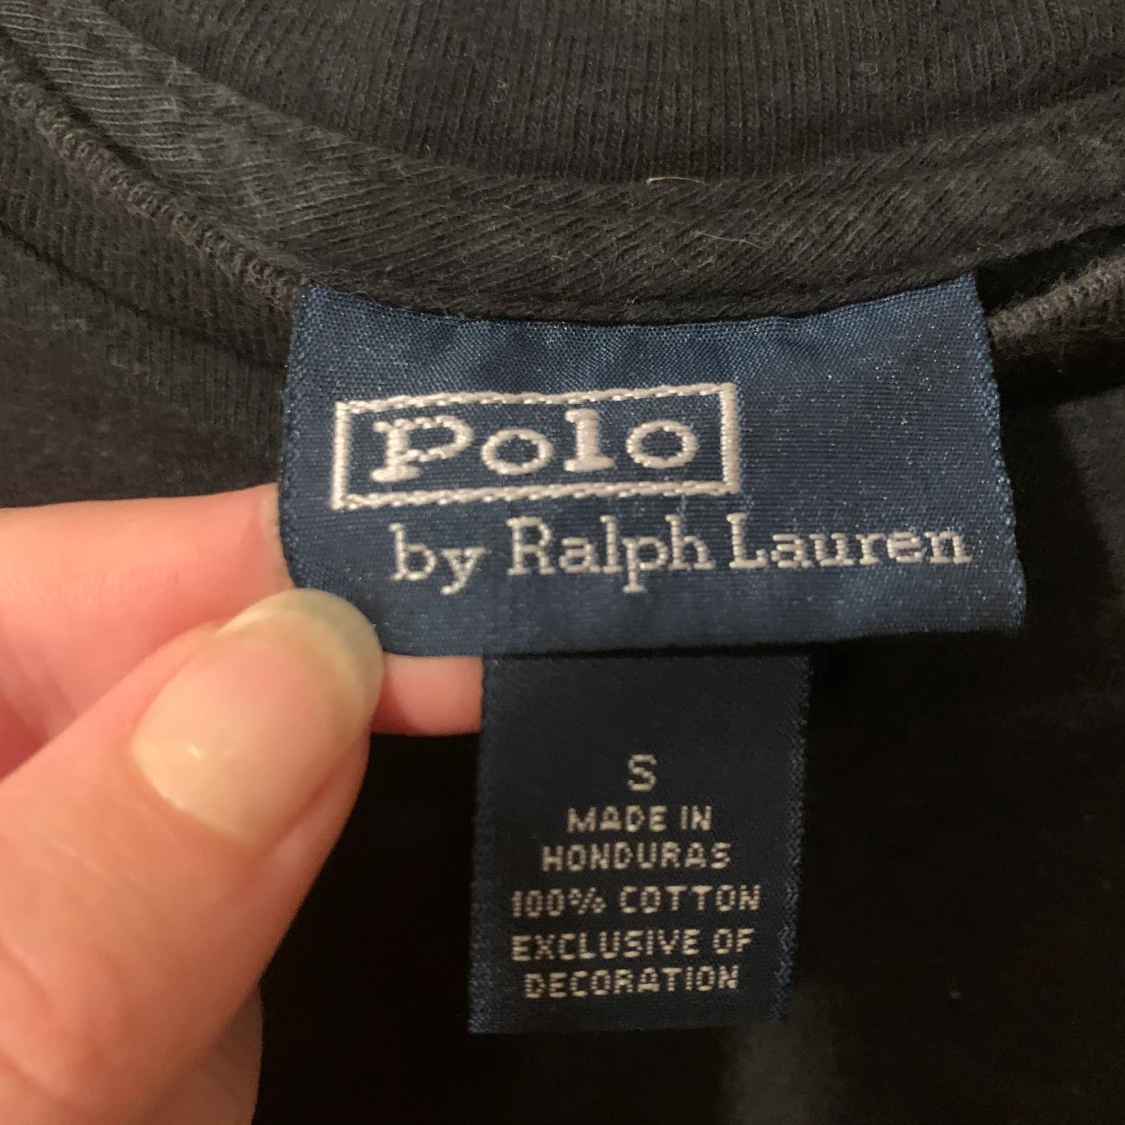 Polo
by Ralph Lauren
S
MADE IN
HONDURAS
100% COTTON
EXCLUSIVE OF
DECORATION